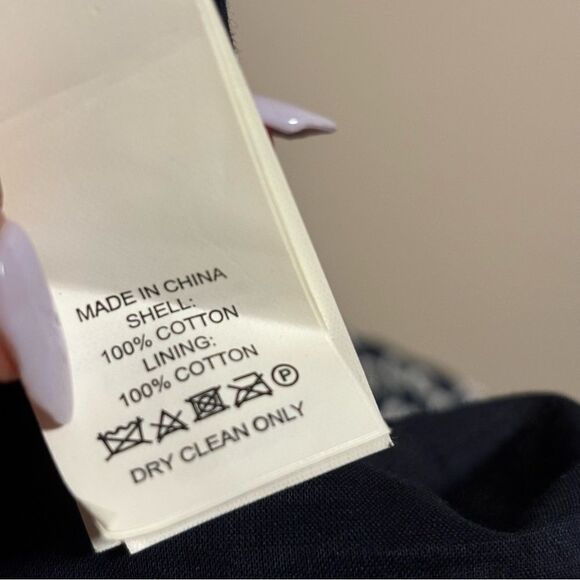 MADE IN CHINA
SHELL:
100% COTTON
LINING:
100% COTTON
P
DRY CLEAN ONLY